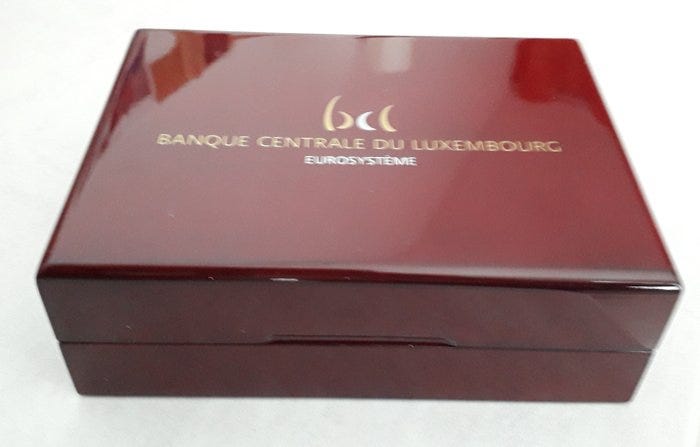 bcl
BANQUE CENTRALE DU LUXEMBOURG
EUROSYSTÈME